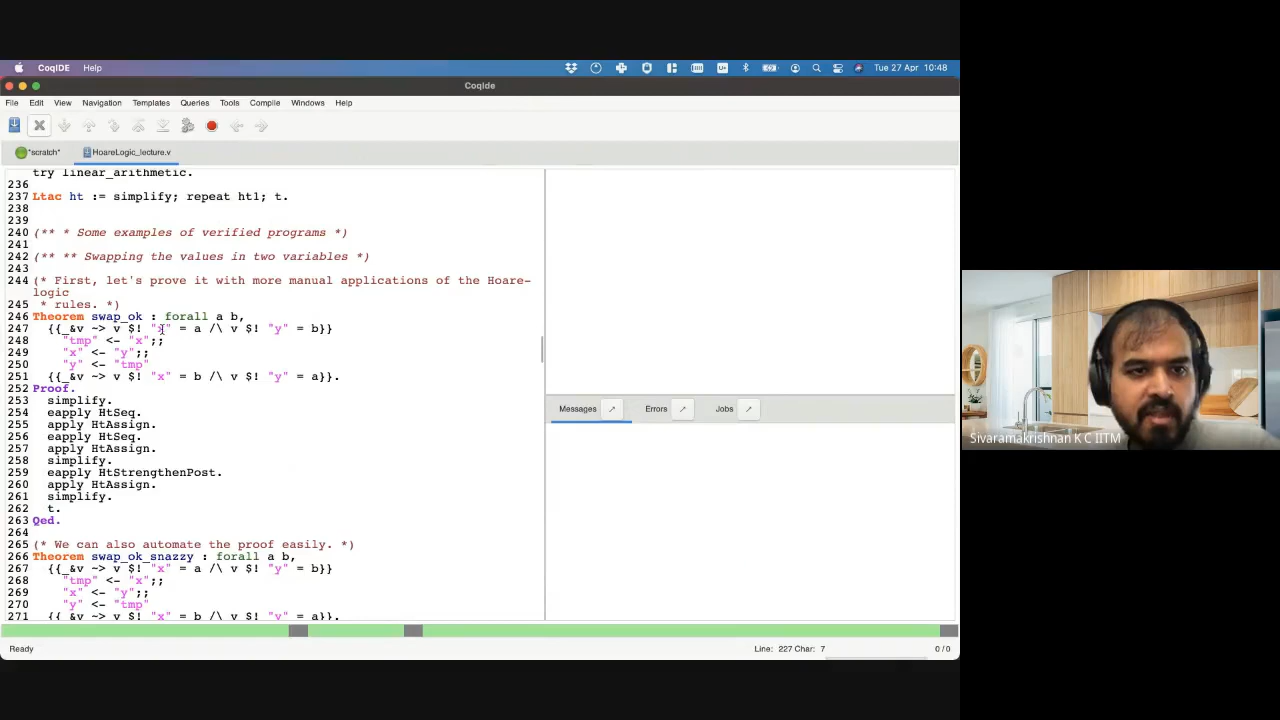 CoqIDE Help
Tue 27 Apr 10:48
CoqIde
File Edit View Navigation Templates Queries Tools Compile Windows Help
*scratch* HoareLogic_lecture.v
try linear_arithmetic.
236
237 Ltac ht := simplify; repeat ht1; t.
238
239
240 (** * Some examples of verified programs *)
241
242 (** ** Swapping the values in two variables *)
243
244 (* First, let's prove it with more manual applications of the Hoare-
logic
245 * rules. *)
246 Theorem swap_ok : forall a b,
247 {{_&v ~> v $! "x" = a /\ v $! "y" = b}}
248 "tmp" <- "x";;
249 "x" <- "y";;
250 "y" <- "tmp"
251 {{_&v ~> v $! "x" = b /\ v $! "y" = a}}.
252 Proof.
253 simplify.
254 eapply HtSeq.
255 apply HtAssign.
256 eapply HtSeq.
257 apply HtAssign.
258 simplify.
259 eapply HtStrengthenPost.
260 apply HtAssign.
261 simplify.
262 t.
263 Qed.
264
265 (* We can also automate the proof easily. *)
266 Theorem swap_ok_snazzy : forall a b,
267 {{_&v ~> v $! "x" = a /\ v $! "y" = b}}
268 "tmp" <- "x";;
269 "x" <- "y";;
270 "y" <- "tmp"
271 {{_&v ~> v $! "x" = b /\ v $! "y" = a}}.
Messages Errors Jobs
Ready
Line: 227 Char: 7
0 / 0
Sivaramakrishnan K C IITM